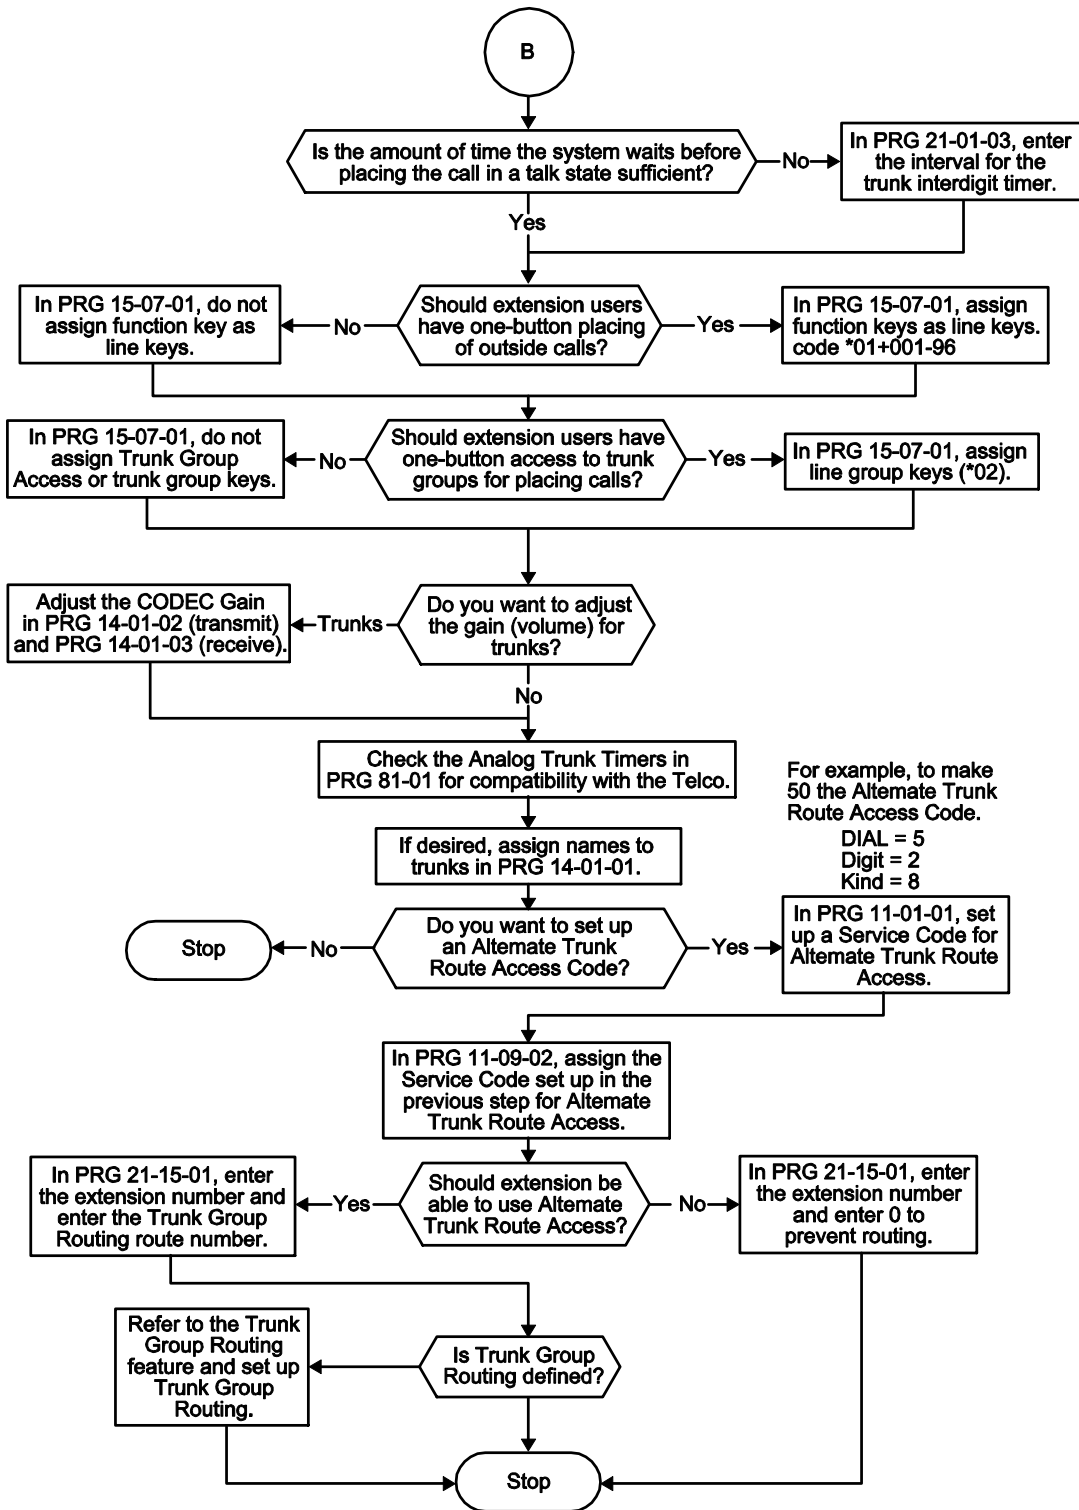 B
Is the amount of time the system waits before
placing the call in a talk state sufficient?
No
In PRG 21-01-03, enter
the interval for the
trunk interdigit timer.
Yes
In PRG 15-07-01, do not
assign function key as
line keys.
No
Should extension users
have one-button placing
of outside calls?
Yes
In PRG 15-07-01, assign
function keys as line keys.
code *01+001-96
In PRG 15-07-01, do not
assign Trunk Group
Access or trunk group keys.
No
Should extension users have
one-button access to trunk
groups for placing calls?
Yes
In PRG 15-07-01, assign
line group keys (*02).
Adjust the CODEC Gain
in PRG 14-01-02 (transmit)
and PRG 14-01-03 (receive).
Trunks
Do you want to adjust
the gain (volume) for
trunks?
No
Check the Analog Trunk Timers in
PRG 81-01 for compatibility with the Telco.
For example, to make
50 the Alternate Trunk
Route Access Code.
DIAL = 5
Digit = 2
Kind = 8
If desired, assign names to
trunks in PRG 14-01-01.
Stop
No
Do you want to set up
an Alternate Trunk
Route Access Code?
Yes
In PRG 11-01-01, set
up a Service Code for
Alternate Trunk Route
Access.
In PRG 11-09-02, assign the
Service Code set up in the
previous step for Alternate
Trunk Route Access.
In PRG 21-15-01, enter
the extension number and
enter the Trunk Group
Routing route number.
Yes
Should extension be
able to use Alternate
Trunk Route Access?
No
In PRG 21-15-01, enter
the extension number
and enter 0 to
prevent routing.
Refer to the Trunk
Group Routing
feature and set up
Trunk Group
Routing.
Is Trunk Group
Routing defined?
Stop